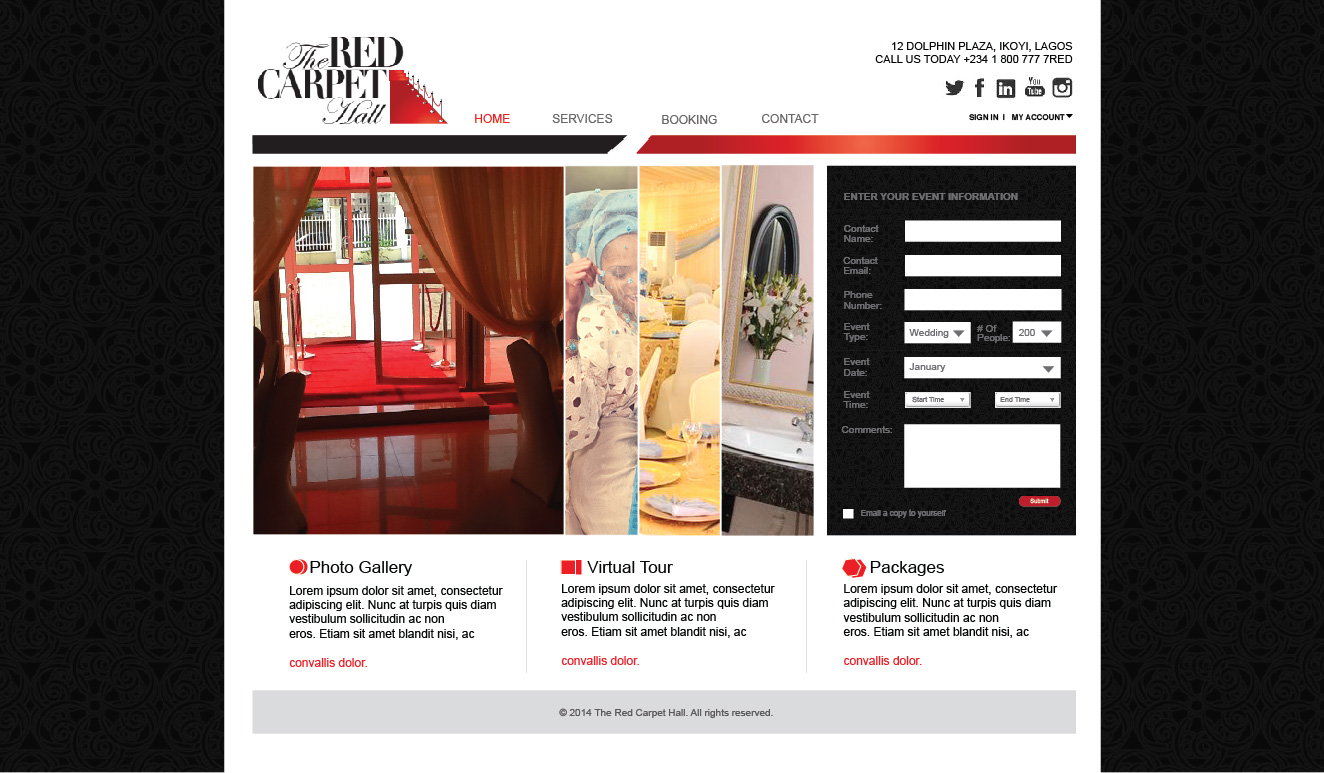 The RED
CARPET
Hall
12 DOLPHIN PLAZA, IKOYI, LAGOS
CALL US TODAY +234 1 800 777 7RED
You
Tube
SIGN IN I MY ACCOUNT
HOME
SERVICES
BOOKING
CONTACT
ENTER YOUR EVENT INFORMATION
Contact
Name:
Contact
Email:
Phone
Number:
Event
Type:
Wedding
# Of
People:
200
Event
Date:
January
Event
Time:
Start Time
End Time
Comments:
Submit
Email a copy to yourself
Photo Gallery
Lorem ipsum dolor sit amet, consectetur
adipiscing elit. Nunc at turpis quis diam
vestibulum sollicitudin ac non
eros. Etiam sit amet blandit nisi, ac
convallis dolor.
Virtual Tour
Lorem ipsum dolor sit amet, consectetur
adipiscing elit. Nunc at turpis quis diam
vestibulum sollicitudin ac non
eros. Etiam sit amet blandit nisi, ac
convallis dolor.
Packages
Lorem ipsum dolor sit amet, consectetur
adipiscing elit. Nunc at turpis quis diam
vestibulum sollicitudin ac non
eros. Etiam sit amet blandit nisi, ac
convallis dolor.
© 2014 The Red Carpet Hall. All rights reserved.